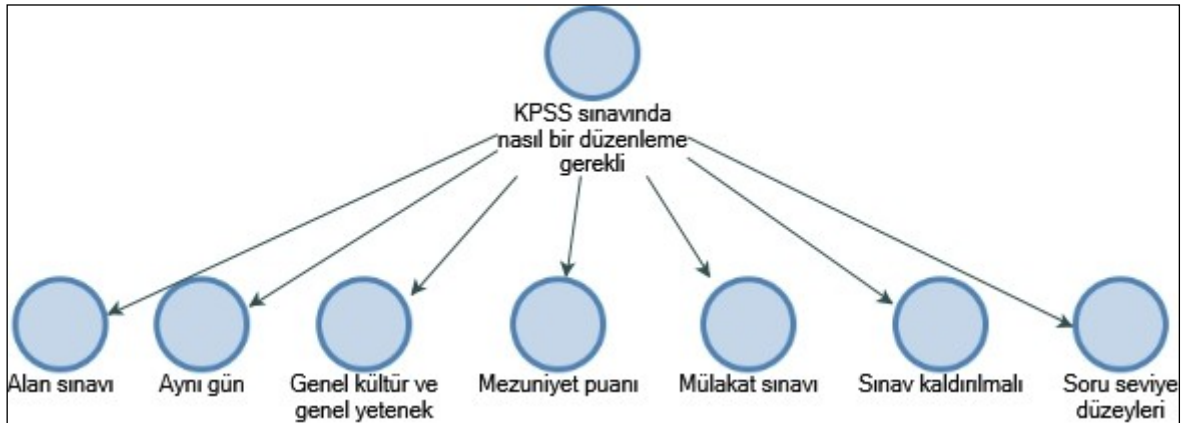 KPSS sınavında
nasıl bir düzenleme
gerekli
Alan sınavı
Aynı gün
Genel kültür ve
genel yetenek
Mezuniyet puanı
Mülakat sınavı
Sınav kaldırılmalı
Soru seviye
düzeyleri